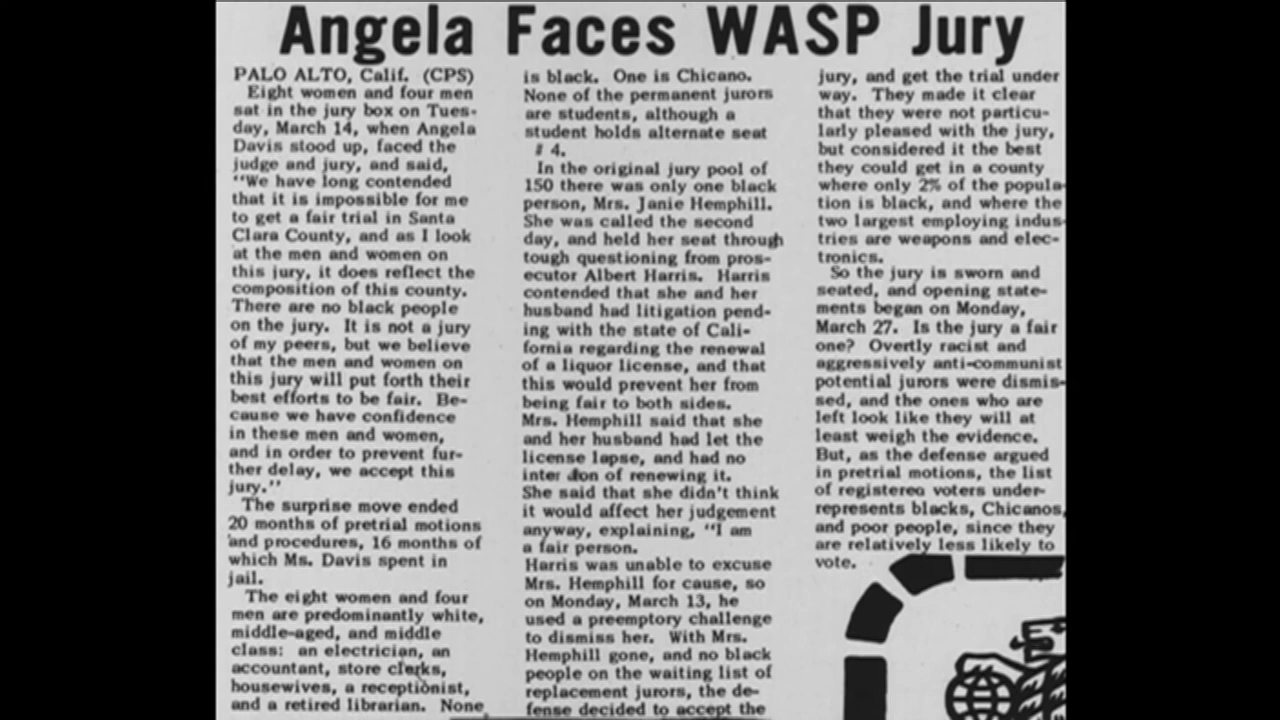 Angela Faces WASP Jury
PALO ALTO, Calif. (CPS)
Eight women and four men
sat in the jury box on Tues-
day, March 14, when Angela
Davis stood up, faced the
judge and jury, and said,
"We have long contended
that it is impossible for me
to get a fair trial in Santa
Clara County, and as I look
at the men and women on
this jury, it does reflect the
composition of this county.
There are no black people
on the jury. It is not a jury
of my peers, but we believe
that the men and women on
this jury will put forth their
best efforts to be fair. Be-
cause we have confidence
in these men and women,
and in order to prevent fur-
ther delay, we accept this
jury."
The surprise move ended
20 months of pretrial motions
and procedures, 16 months of
which Ms. Davis spent in
jail.
The eight women and four
men are predominantly white,
middle-aged, and middle
class: an electrician, an
accountant, store clerks,
housewives, a receptionist,
and a retired librarian. None
is black. One is Chicano.
None of the permanent jurors
are students, although a
student holds alternate seat
# 4.
In the original jury pool of
150 there was only one black
person, Mrs. Janie Hemphill.
She was called the second
day, and held her seat through
tough questioning from pros-
ecutor Albert Harris. Harris
contended that she and her
husband had litigation pend-
ing with the state of Cali-
fornia regarding the renewal
of a liquor license, and that
this would prevent her from
being fair to both sides.
Mrs. Hemphill said that she
and her husband had let the
license lapse, and had no
of renewing it.
She said that she didn't think
it would affect her judgement
anyway, explaining, "I am
a fair person.
Harris was unable to excuse
Mrs. Hemphill for cause, so
on Monday, March 13, he
used a preemptory challenge
to dismiss her. With Mrs.
Hemphill gone, and no black
people on the waiting list of
replacement jurors, the de-
fense decided to accept the
jury, and get the trial under
way. They made it clear
that they were not particu-
larly pleased with the jury,
but considered it the best
they could get in a county
where only 2% of the popula-
tion is black, and where the
two largest employing indus-
tries are weapons and elec-
tronics.
So the jury is sworn and
seated, and opening state-
ments began on Monday,
March 27. Is the jury a fair
one? Overtly racist and
aggressively anti-communist
potential jurors were dismis-
sed, and the ones who are
left look like they will at
least weigh the evidence.
But, as the defense argued
in pretrial motions, the list
of registered voters under-
represents blacks, Chicanos,
and poor people, since they
are relatively less likely to
vote.